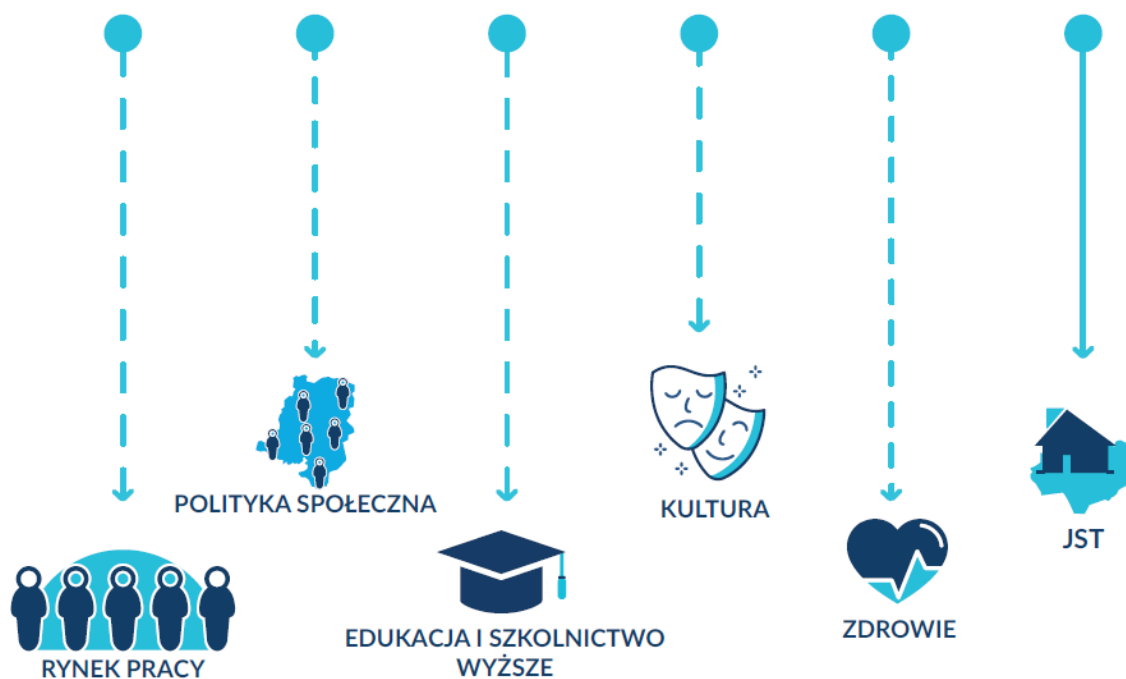 RYNEK PRACY
POLITYKA SPOŁECZNA
EDUKACJA I SZKOLNICTWO
WYŻSZE
KULTURA
ZDROWIE
JST